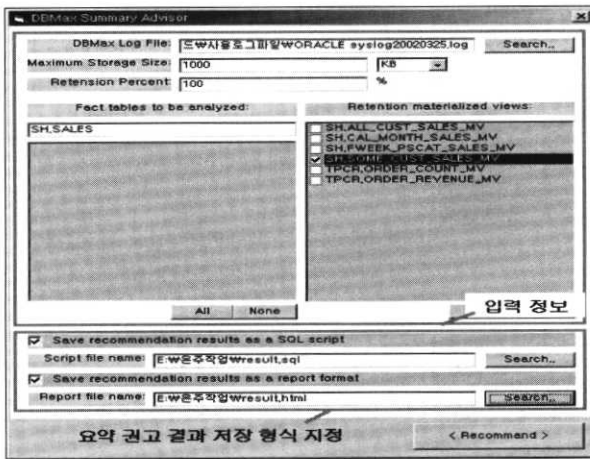 DBMax Summary Advisor
DBMax Log File: 드₩사용로그파일₩ORACLE syslog20020325.log Search..
Maximum Storage Size: 1000 KB
Retension Percent: 100 %
Fact tables to be analyzed:
SH.SALES
All None
Retention materialized views:
SH.ALL_CUST_SALES_MV
SH.CAL_MONTH_SALES_MV
SH.FWEEK_PSCAT_SALES_MV
SH.SOME_CUST_SALES_MV
TPCR.ORDER_COUNT_MV
TPCR.ORDER_REVENUE_MV
입력 정보
Save recommendation results as a SQL script
Script file name: E:₩은주작업₩result.sql Search..
Save recommendation results as a report format
Report file name: E:₩은주작업₩result.html Search..
요약 권고 결과 저장 형식 지정
< Recommand >